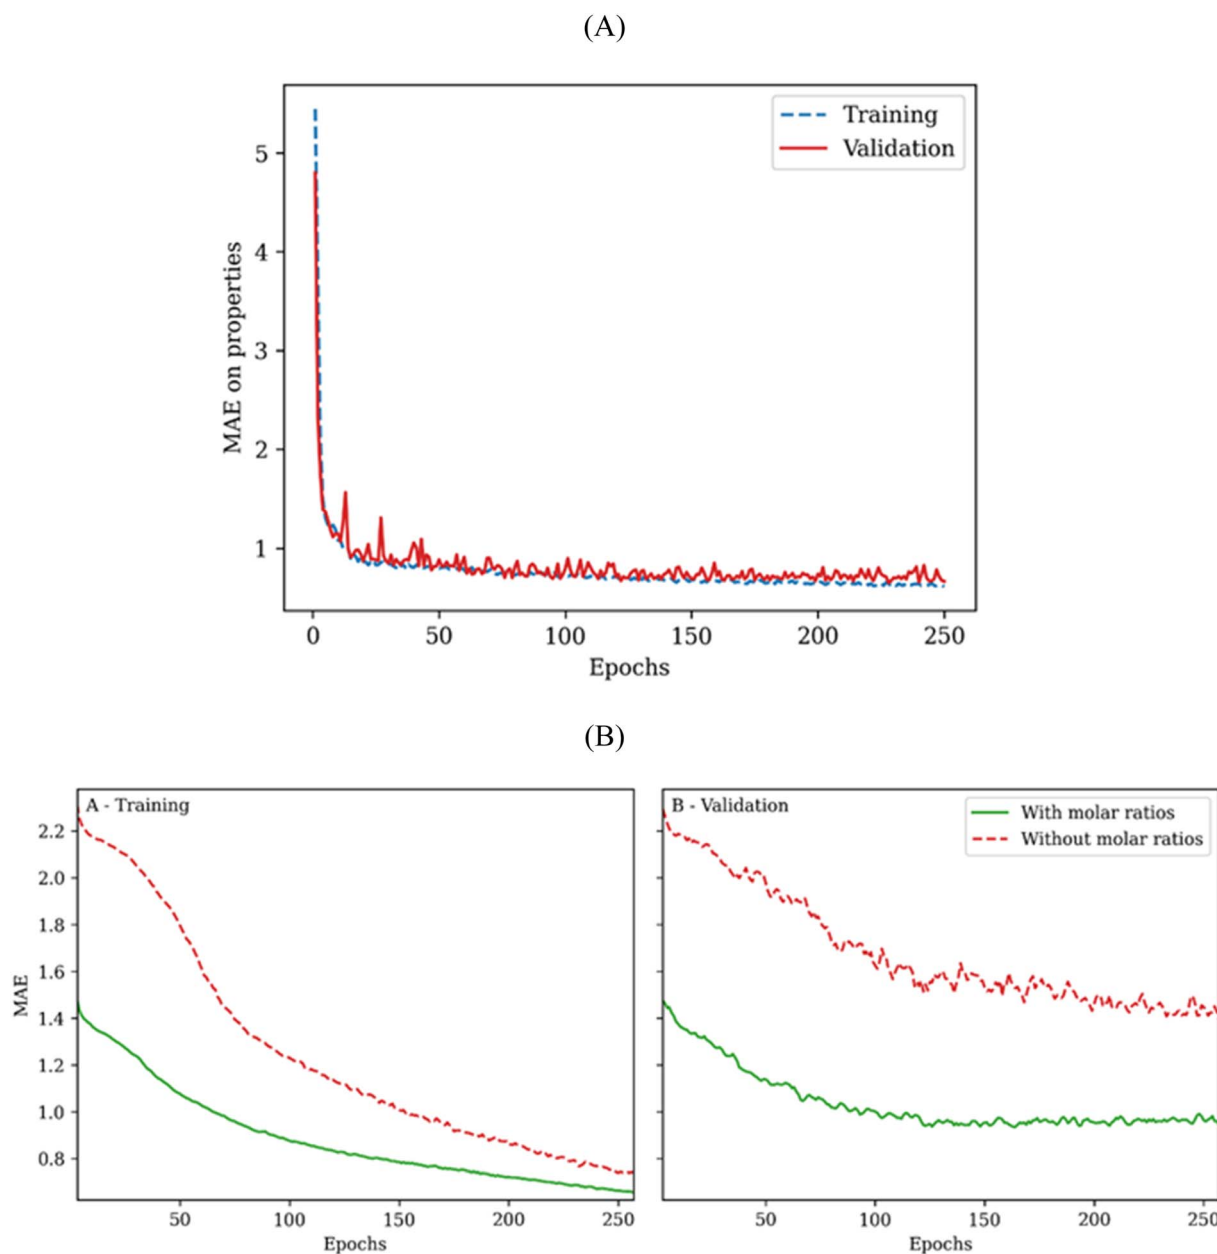 (A)
Training
Validation
5
4
3
2
1
MAE on properties
0 50 100 150 200 250
Epochs
(B)
A - Training
2.2
2.0
1.8
1.6
1.4
1.2
1.0
0.8
MAE
50 100 150 200 250
Epochs
B - Validation
With molar ratios
Without molar ratios
50 100 150 200 250
Epochs